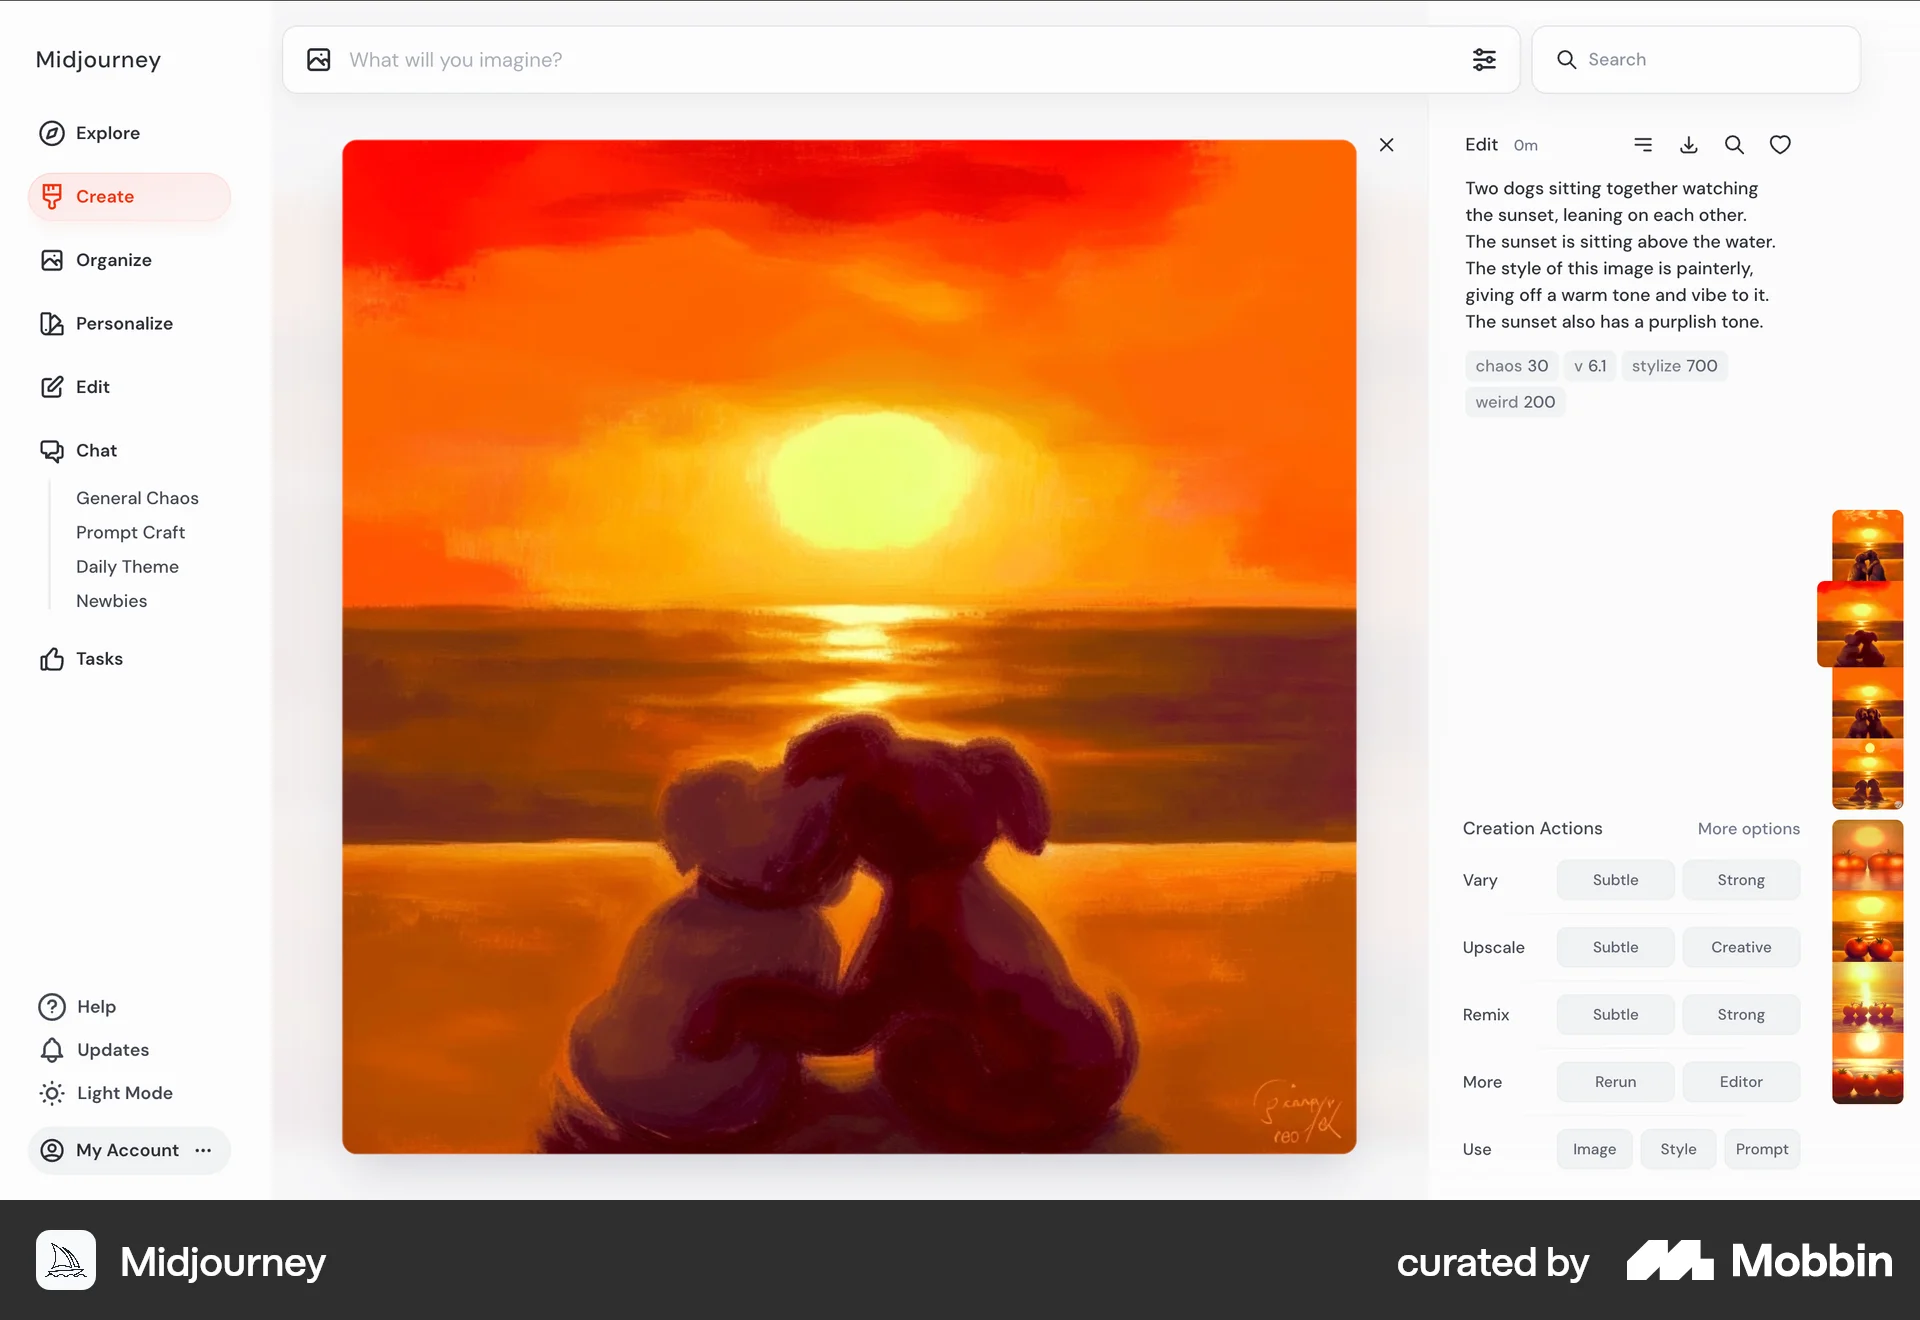 Midjourney
What will you imagine?
Search
Explore
Create
Organize
Personalize
Edit
Chat
General Chaos
Prompt Craft
Daily Theme
Newbies
Tasks
Help
Updates
Light Mode
My Account ...
Edit 0m
Two dogs sitting together watching
the sunset, leaning on each other.
The sunset is sitting above the water.
The style of this image is painterly,
giving off a warm tone and vibe to it.
The sunset also has a purplish tone.
chaos 30 v 6.1 stylize 700
weird 200
Creation Actions More options
Vary Subtle Strong
Upscale Subtle Creative
Remix Subtle Strong
More Rerun Editor
Use Image Style Prompt
Midjourney
curated by Mobbin